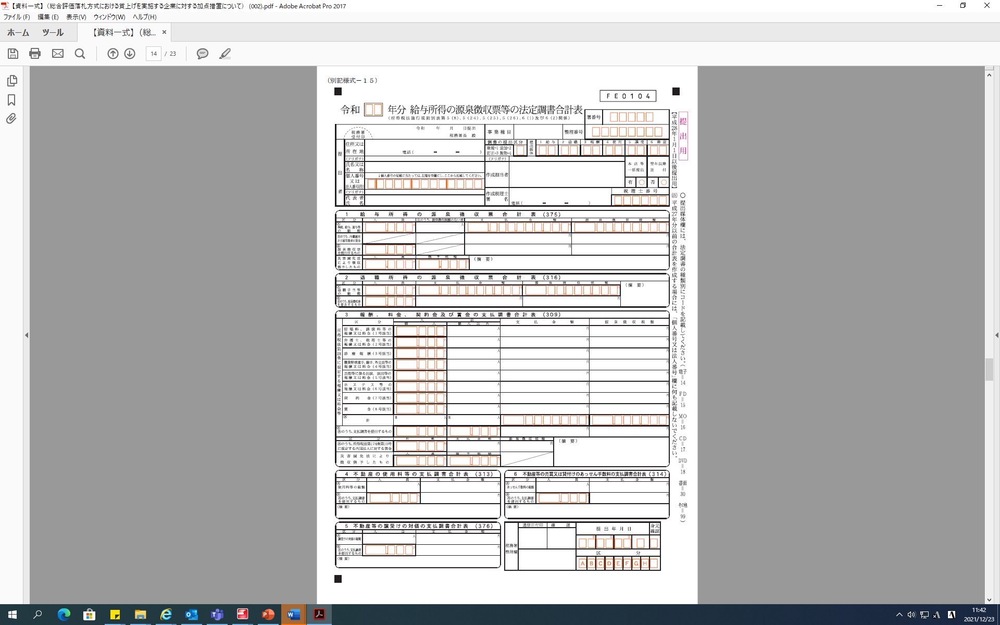 【資料一式】（総合評価落札方式における賃上げを実施する企業に対する加点措置について） (002).pdf - Adobe Acrobat Pro 2017
ファイル (F) 編集 (E) 表示(V) ウィンドウ(W) ヘルプ(H)
ホーム ツール 【資料一式】（総... ×
14 / 23
（別記様式－１５）
FE0104
令和 年分 給与所得の源泉徴収票等の法定調書合計表
（所得税法施行規則別表第５(８)、５(24)、５(25)、５(26)、６(１)及び６(２)関係）
署番号
税務署
受付印
令和 年 月 日提出
税務署長 殿
事業種目
整理番号
提出者
住所又は
所在地
電話（ － － ）
調書の提出区分
新規=1 追加=2
訂正=3 無効=4
提出媒体
1 給与 2 退職 3 報酬 4 使用 5 譲受 6 斡旋
(フリガナ)
氏名又は
名称
(フリガナ)
作成担当者
本店等
一括提出
翌年以降
送付
有 否
個人番号
又は
法人番号(注)
↓個人番号の記載に当たっては、左端を空欄にし、ここから記載してください。
(フリガナ)
代表者
氏名
作成税理士
署名
電話（ － － ）
税理士番号
提出用
【平成28年1月1日以後提出用】
○ 提出媒体欄には、法定調書の種類別にコードを記載してください。（電子=14 FD=15 MO=16 CD=17 DVD=18 書面=30 その他=99）
(注) 平成27年分以前の合計表を作成する場合には、「個人番号又は法人番号」欄に何も記載しないでください。
1 給与所得の源泉徴収票合計表（375）
区分 人員 左のうち、源泉徴収税額のない者 支払金額 源泉徴収税額
Ⓐ 俸給、給与、賞与等の総額
Ⓐのうち、丙欄適用の日雇労務者の賃金
Ⓑ 源泉徴収票を提出するもの
災害減免法により徴収猶予したもの
人員 猶予税額
（摘要）
2 退職所得の源泉徴収票合計表（316）
区分 人員 支払金額 源泉徴収税額
（摘要）
Ⓐ 退職手当等の総額
Ⓑ Ⓐのうち、源泉徴収票を提出するもの
3 報酬、料金、契約金及び賞金の支払調書合計表（309）
区分 人員 個人 個人以外 支払金額 源泉徴収税額
所得税法第204条に規定する報酬又は料金等
原稿料、講演料等の報酬又は料金（1号該当）
弁護士、税理士等の報酬又は料金（2号該当）
診療報酬（3号該当）
職業野球選手、騎手、外交員等の報酬又は料金（4号該当）
芸能等に係る出演、演出等の報酬又は料金（5号該当）
ホステス等の報酬又は料金（6号該当）
契約金（7号該当）
賞金（8号該当）
Ⓐ 計 実 人 実 人
Ⓑ Ⓐのうち、支払調書を提出するもの
区分 件数 支払金額 源泉徴収税額
（摘要）
Ⓐのうち、所得税法第174条第10号に規定する内国法人に対する賞金
災害減免法により徴収猶予したもの
人員 猶予税額
4 不動産の使用料等の支払調書合計表（313）
区分 人員 支払金額
Ⓐ 使用料等の総額
Ⓑ Ⓐのうち、支払調書を提出するもの
（摘要）
6 不動産等の売買又は貸付けのあっせん手数料の支払調書合計表（314）
区分 人員 支払金額
Ⓐ あっせん手数料の総額
Ⓑ Ⓐのうち、支払調書を提出するもの
（摘要）
5 不動産等の譲受けの対価の支払調書合計表（376）
区分 人員 支払金額
Ⓐ 譲受けの対価の総額
Ⓑ Ⓐのうち、支払調書を提出するもの
（摘要）
税務署整理欄
通信日付印 確認
提出年月日
身元確認
年 月 日
区分
A B C D E F G H
11:42
2021/12/23